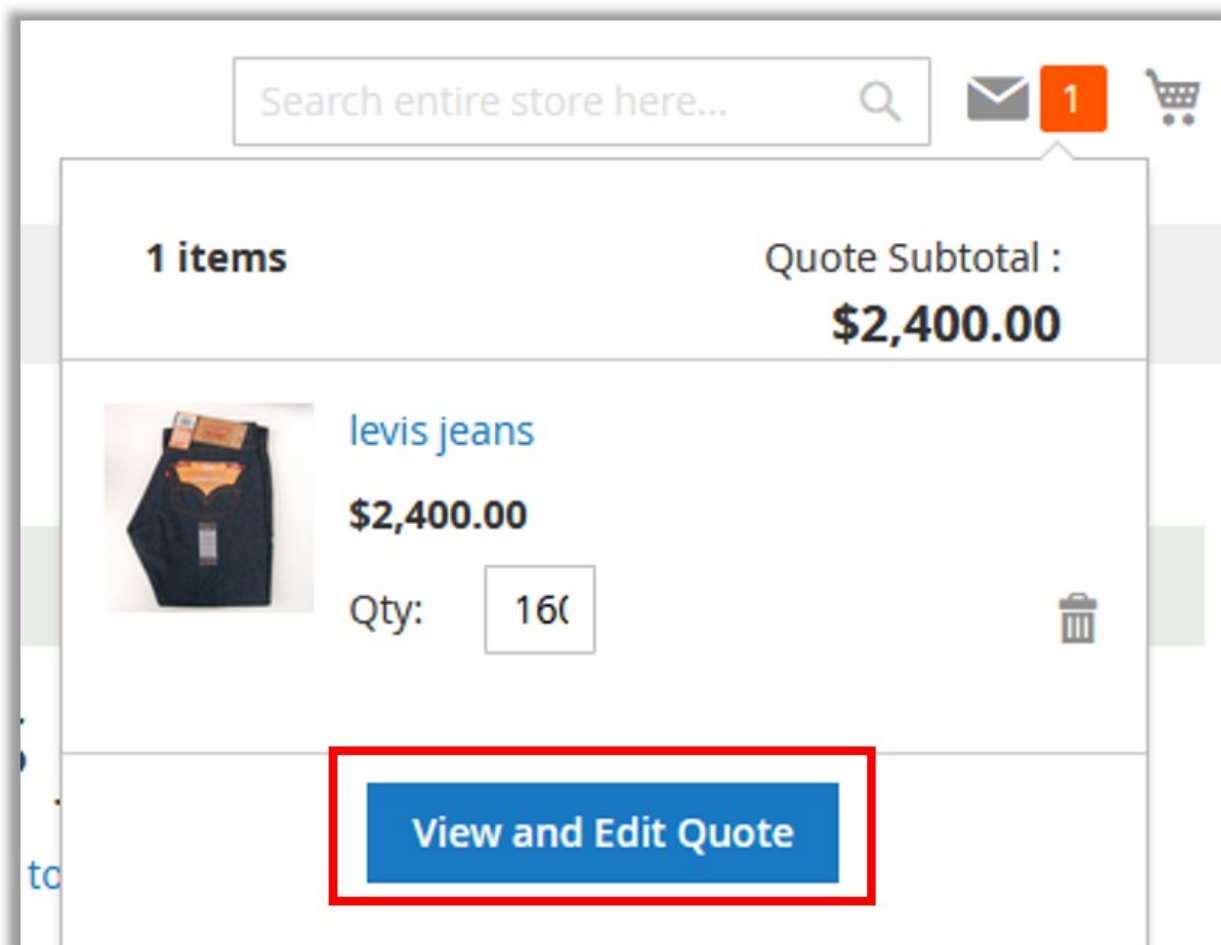 Search entire store here...
1
1 items
Quote Subtotal :
$2,400.00
levis jeans
$2,400.00
Qty:
View and Edit Quote